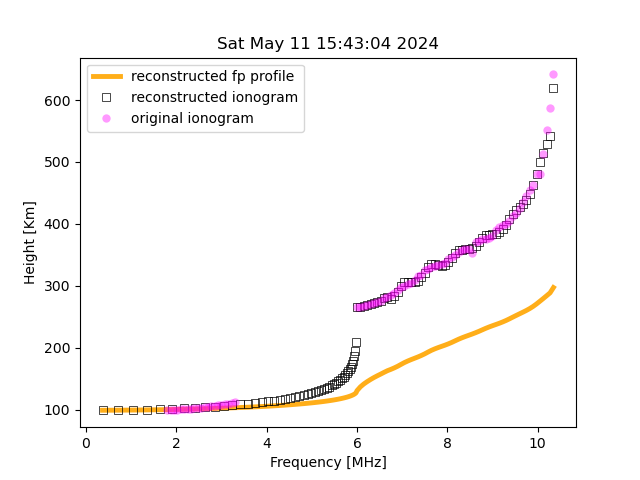 Sat May 11 15:43:04 2024
reconstructed fp profile
reconstructed ionogram
original ionogram
Height [Km]
600
500
400
300
200
100
0 2 4 6 8 10
Frequency [MHz]